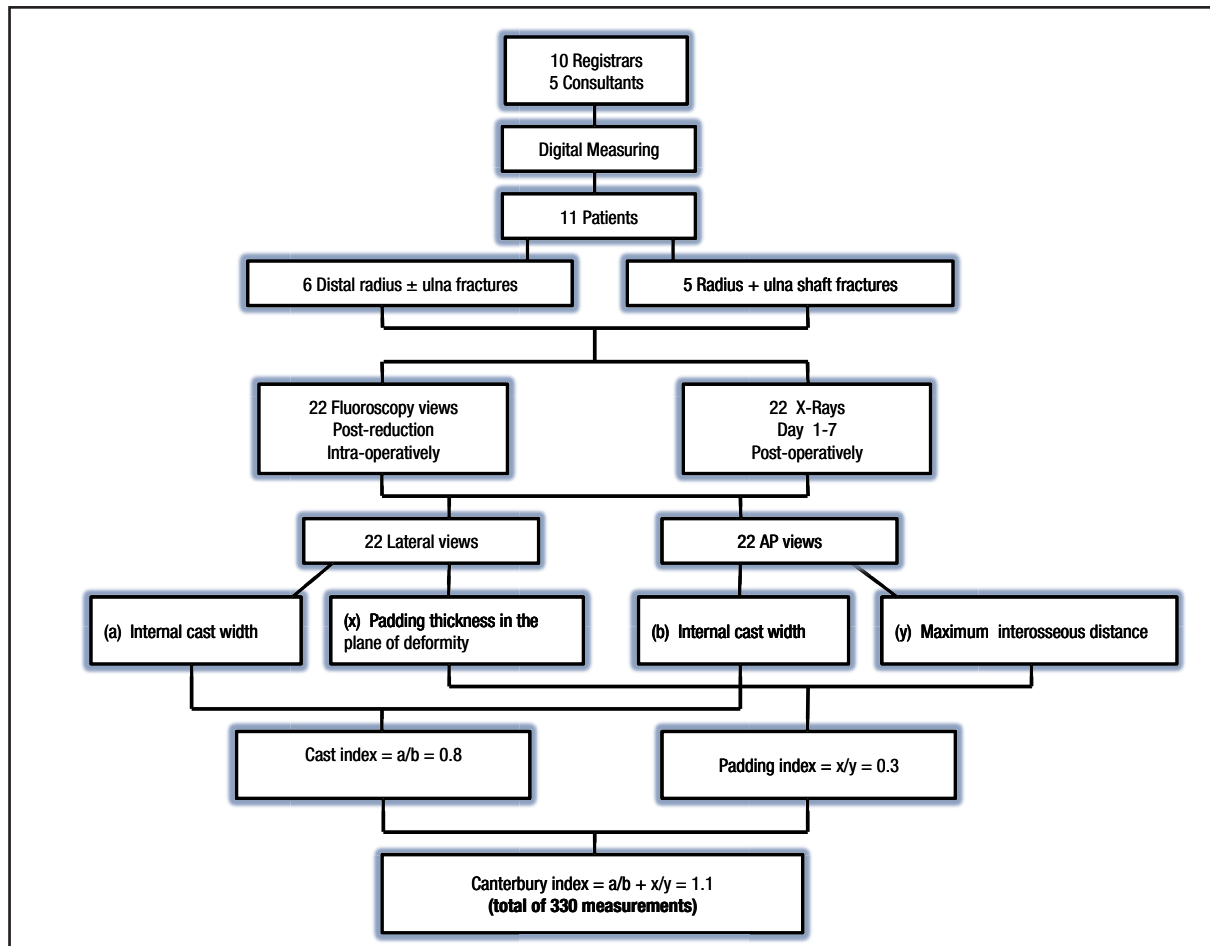 10 Registrars
5 Consultants
Digital Measuring
11 Patients
6 Distal radius ± ulna fractures
5 Radius + ulna shaft fractures
22 Fluoroscopy views
Post-reduction
Intra-operatively
22 X-Rays
Day 1-7
Post-operatively
22 Lateral views
22 AP views
(a) Internal cast width
(x) Padding thickness in the
plane of deformity
(b) Internal cast width
(y) Maximum interosseous distance
Cast index = a/b = 0.8
Padding index = x/y = 0.3
Canterbury index = a/b + x/y = 1.1
(total of 330 measurements)